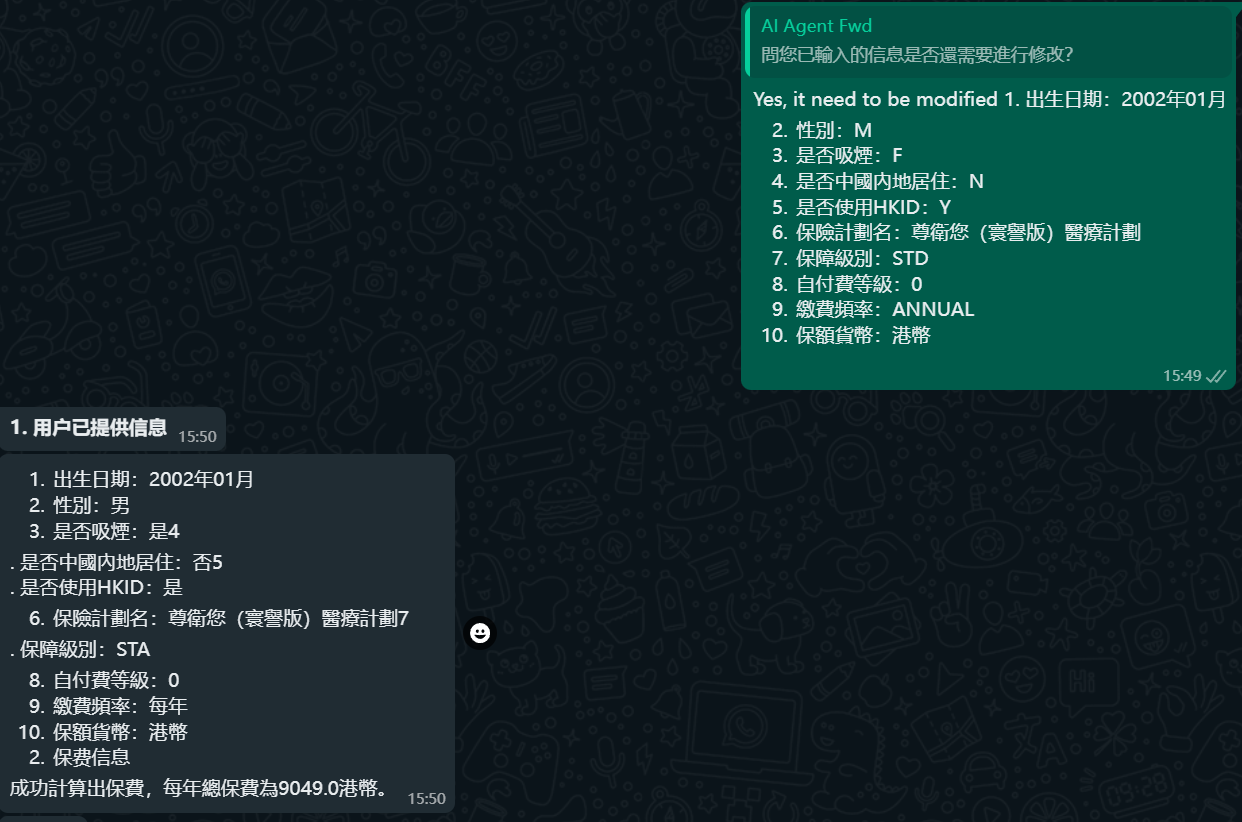 AI Agent Fwd
問您已輸入的信息是否還需要進行修改？
Yes, it need to be modified 1. 出生日期：2002年01月
2. 性別：M
3. 是否吸煙：F
4. 是否中國內地居住：N
5. 是否使用HKID：Y
6. 保險計劃名：尊衛您（寰譽版）醫療計劃
7. 保障級別：STD
8. 自付費等級：0
9. 繳費頻率：ANNUAL
10. 保額貨幣：港幣
15:49
1. 用户已提供信息
15:50
1. 出生日期：2002年01月
2. 性別：男
3. 是否吸煙：是4
. 是否中國內地居住：否5
. 是否使用HKID：是
6. 保險計劃名：尊衛您（寰譽版）醫療計劃7
. 保障級別：STA
8. 自付費等級：0
9. 繳費頻率：每年
10. 保額貨幣：港幣
2. 保费信息
成功計算出保費，每年總保費為9049.0港幣。
15:50